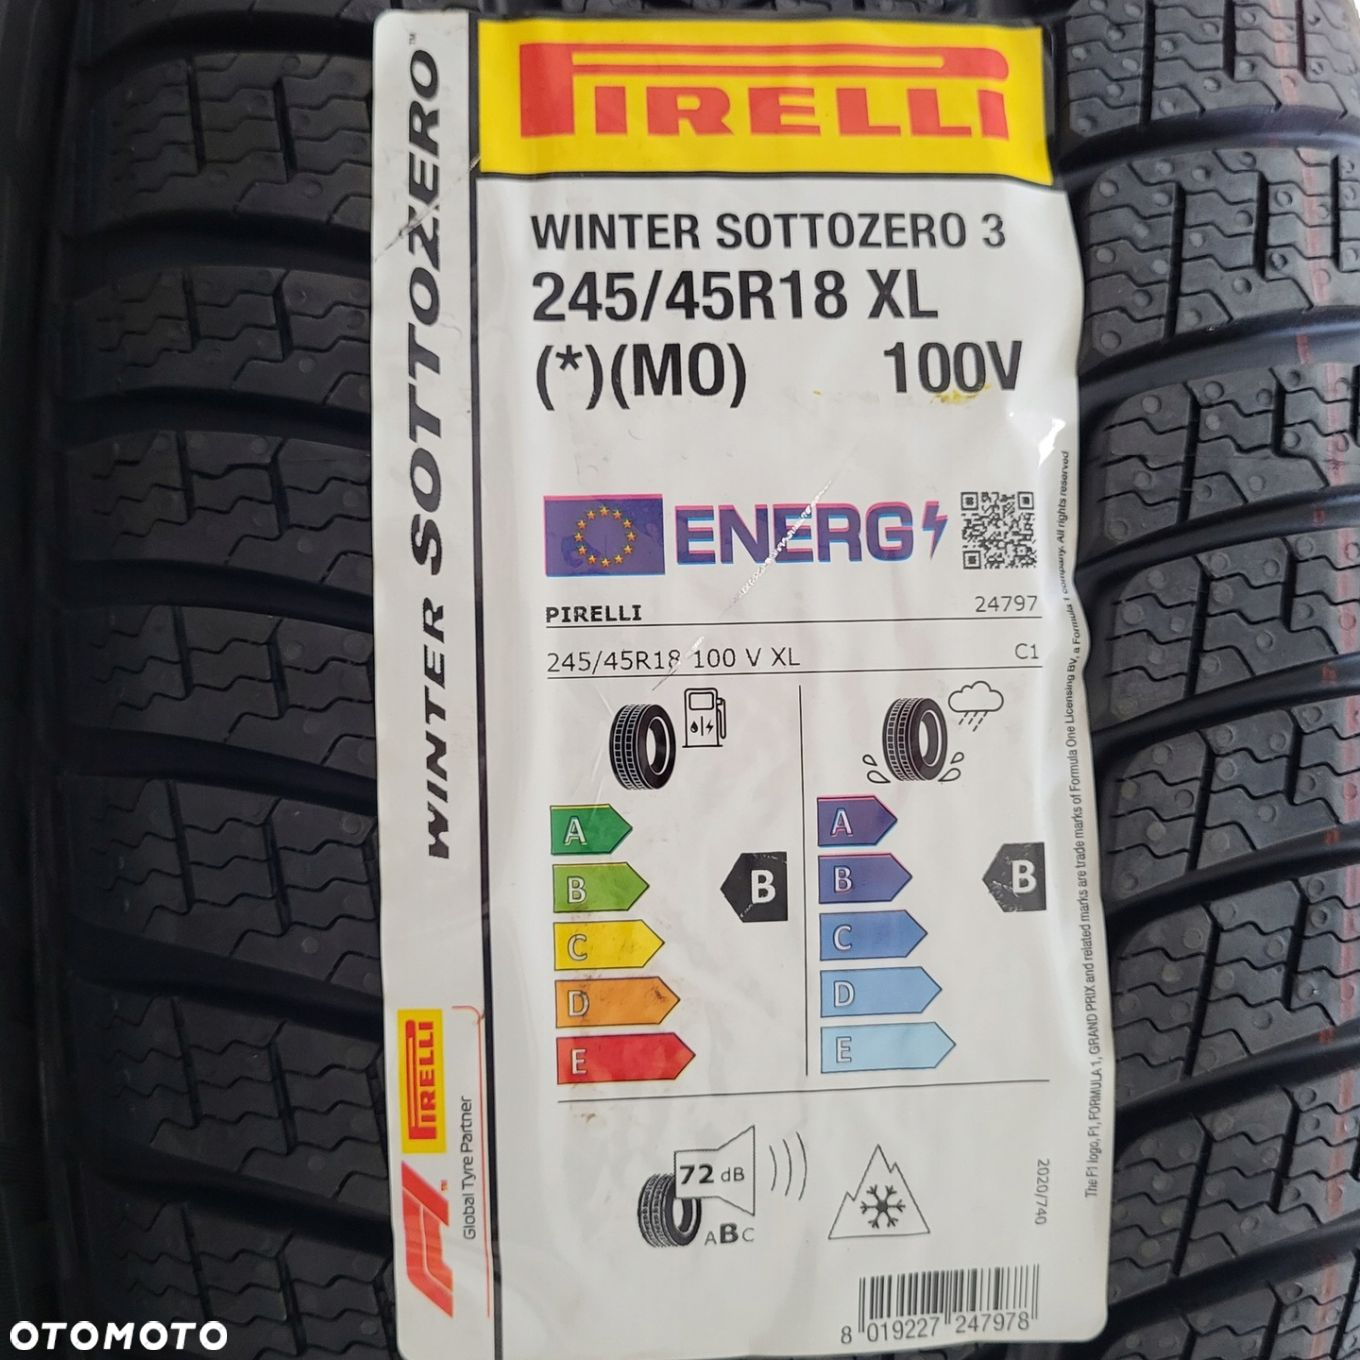 PIRELLI
WINTER SOTTOZERO™
WINTER SOTTOZERO 3
245/45R18 XL
(*)(MO) 100V
ENERG
PIRELLI 24797
245/45R18 100 V XL C1
A
B
C
D
E
B
A
B
C
D
E
B
72 dB
ABC
2020/740
The F1 logo, F1, FORMULA 1, GRAND PRIX and related marks are trade marks of Formula One Licensing BV, a Formula 1 company. All rights reserved
PIRELLI
F1™
Global Tyre Partner
8 019227 247978
OTOMOTO